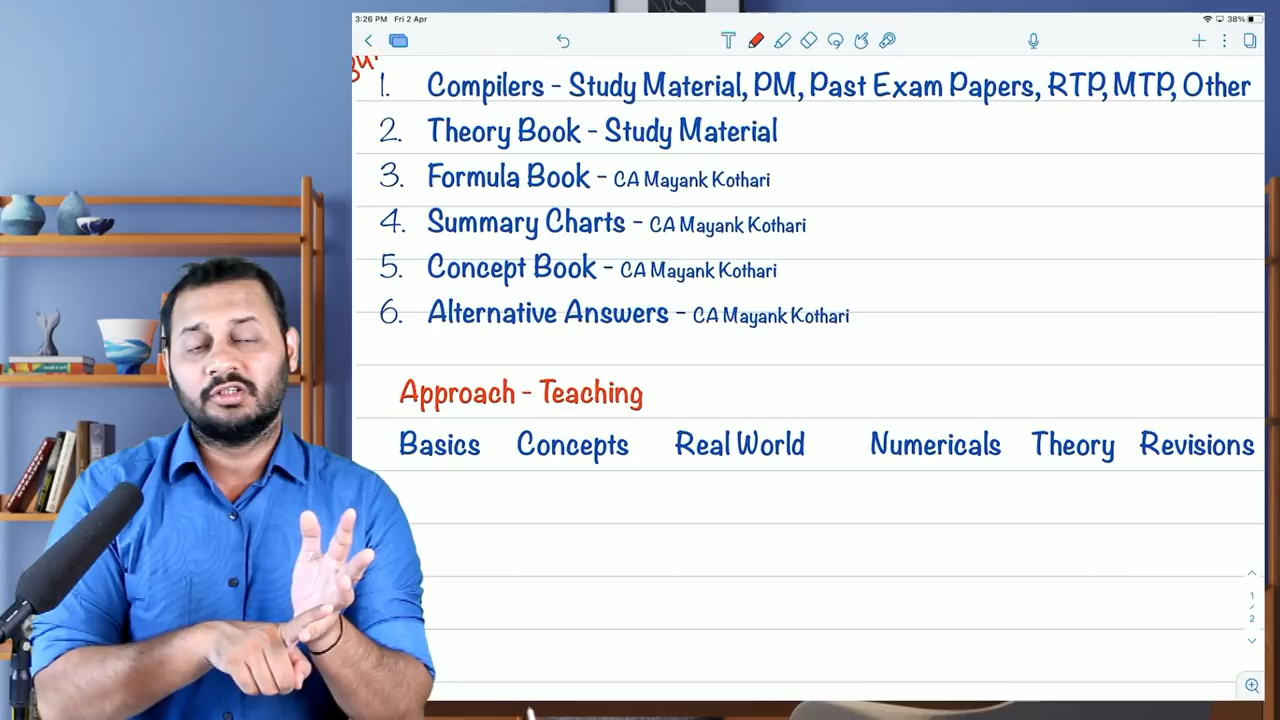 3:26 PM Fri 2 Apr
38%
1. Compilers - Study Material, PM, Past Exam Papers, RTP, MTP, Other
2. Theory Book - Study Material
3. Formula Book - CA Mayank Kothari
4. Summary Charts - CA Mayank Kothari
5. Concept Book - CA Mayank Kothari
6. Alternative Answers - CA Mayank Kothari
Approach - Teaching
Basics Concepts Real World Numericals Theory Revisions
1
/
2